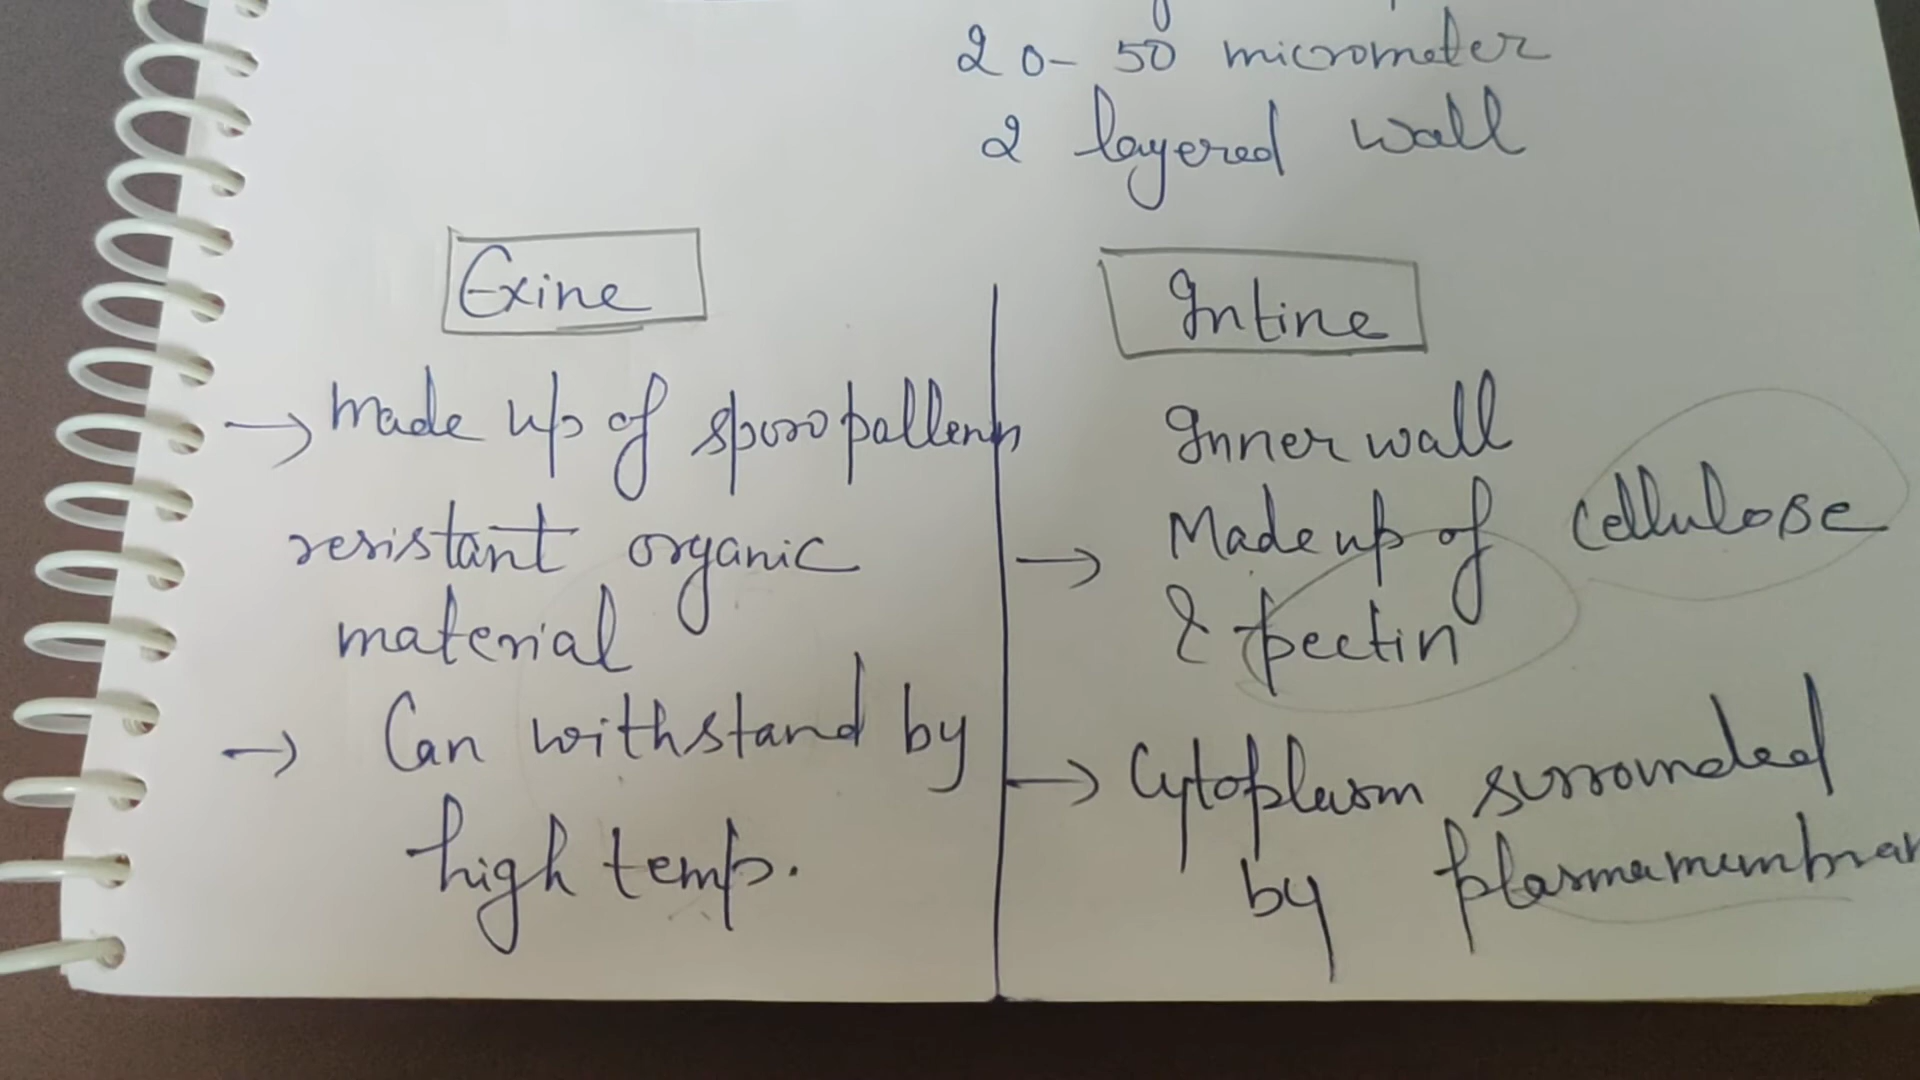 20- 50 micrometer
2 layered wall
Exine
→ made up of sporopollenin
resistant organic
material
→ Can withstand by
high temp.
Intine
Inner wall
→ Made up of cellulose
& pectin
→ Cytoplasm surrounded
by plasmamembran